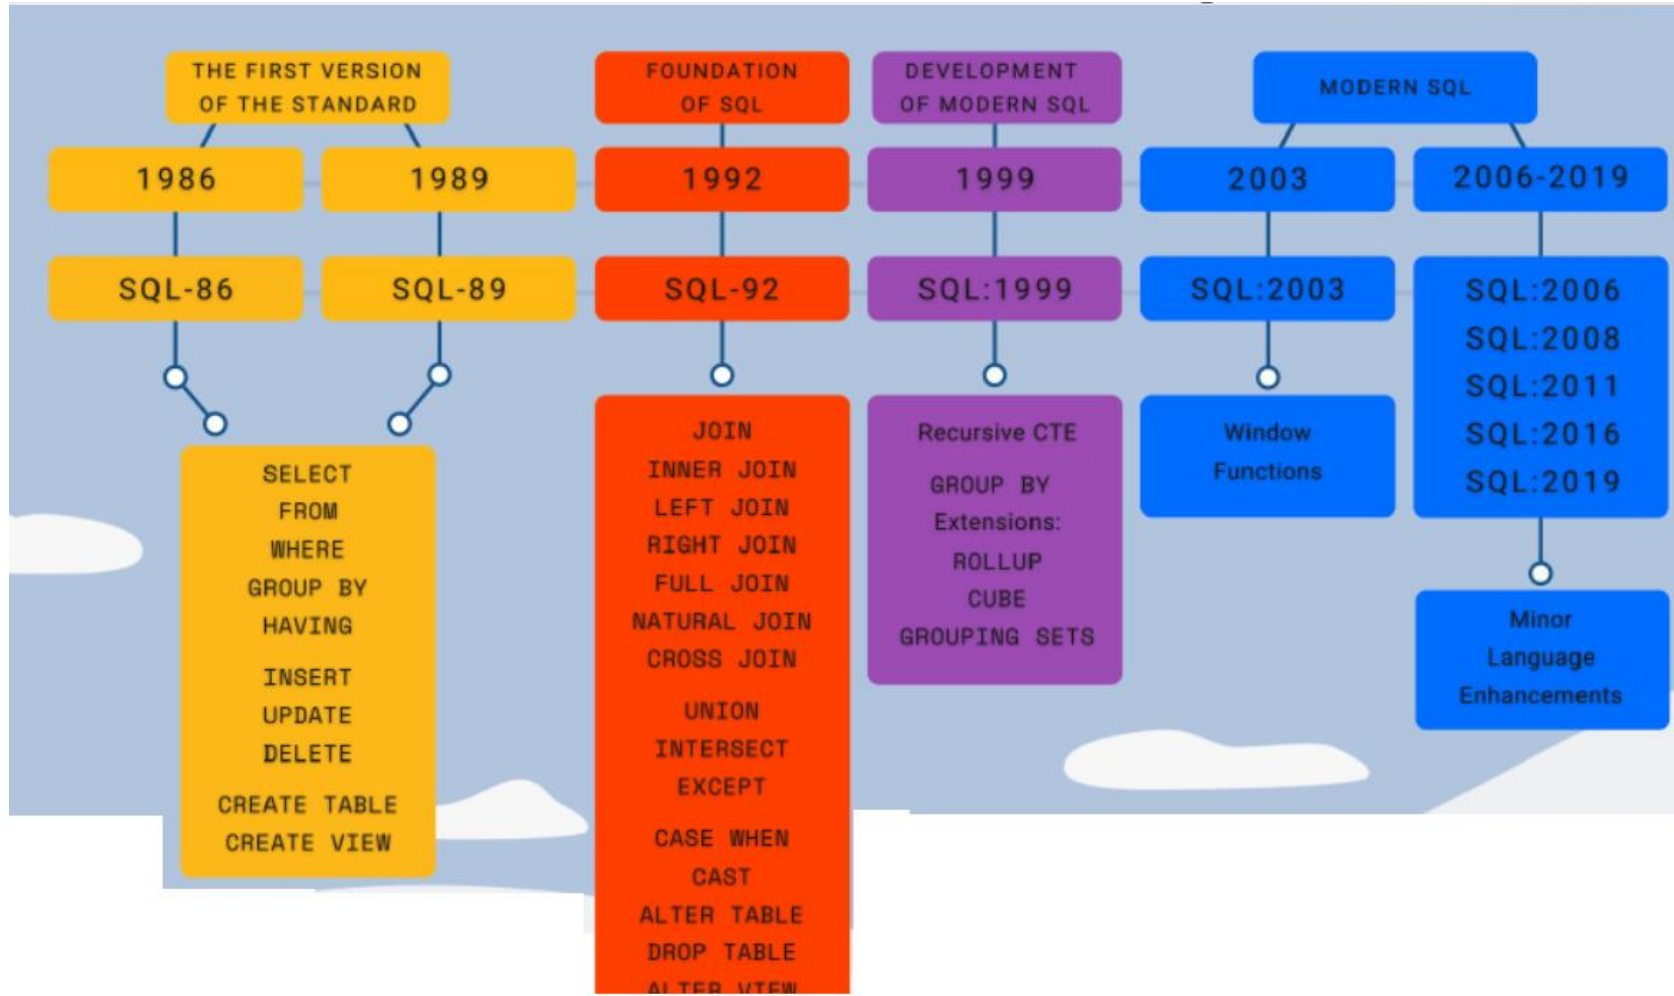 THE FIRST VERSION
OF THE STANDARD
1986
1989
SQL-86
SQL-89
SELECT
FROM
WHERE
GROUP BY
HAVING
INSERT
UPDATE
DELETE
CREATE TABLE
CREATE VIEW
FOUNDATION
OF SQL
1992
SQL-92
JOIN
INNER JOIN
LEFT JOIN
RIGHT JOIN
FULL JOIN
NATURAL JOIN
CROSS JOIN
UNION
INTERSECT
EXCEPT
CASE WHEN
CAST
ALTER TABLE
DROP TABLE
ALTER VIEW
DEVELOPMENT
OF MODERN SQL
1999
SQL:1999
Recursive CTE
GROUP BY
Extensions:
ROLLUP
CUBE
GROUPING SETS
MODERN SQL
2003
SQL:2003
Window
Functions
2006-2019
SQL:2006
SQL:2008
SQL:2011
SQL:2016
SQL:2019
Minor
Language
Enhancements